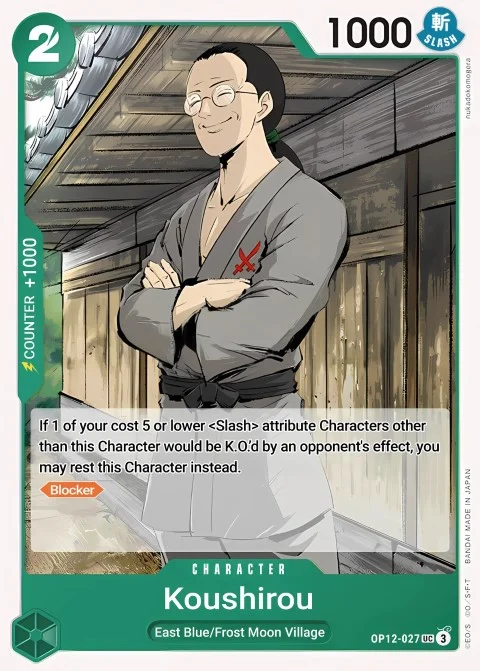 2
1000
斬
SLASH
nukadokomogera
COUNTER +1000
If 1 of your cost 5 or lower <Slash> attribute Characters other
than this Character would be K.O.'d by an opponent's effect, you
may rest this Character instead.
Blocker
CHARACTER
Koushirou
East Blue/Frost Moon Village
OP12-027 UC 3
©E.O/S ©O/S・F・T BANDAI MADE IN JAPAN